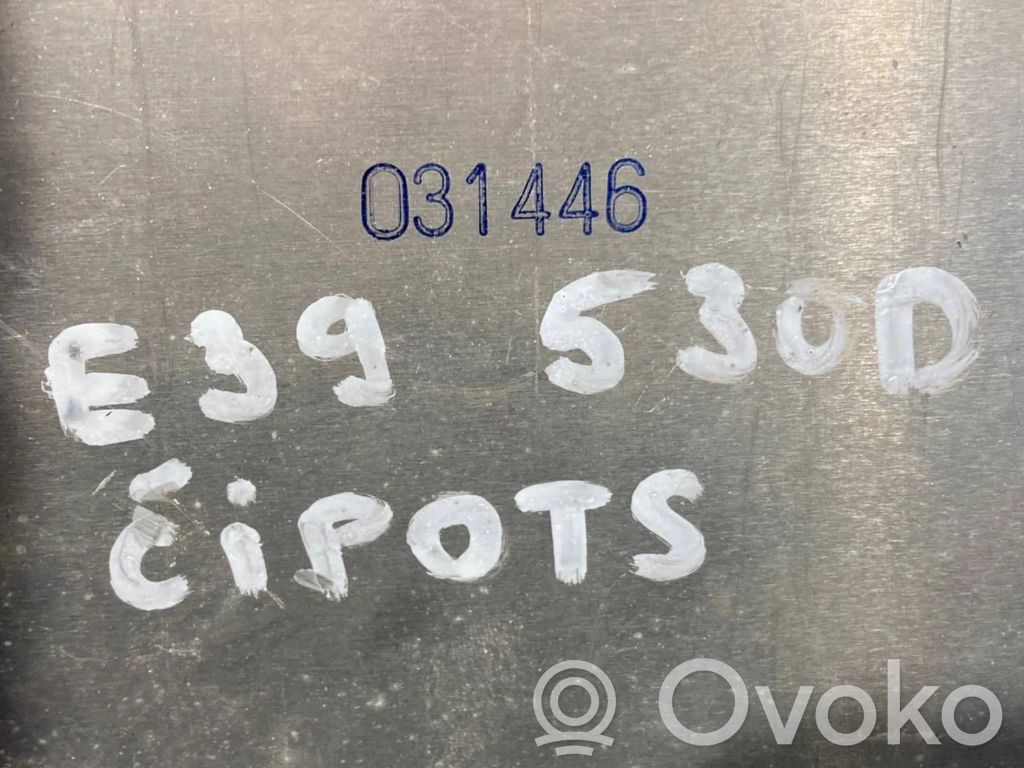 031446
E39 530D
ČiPOTS
Ovoko